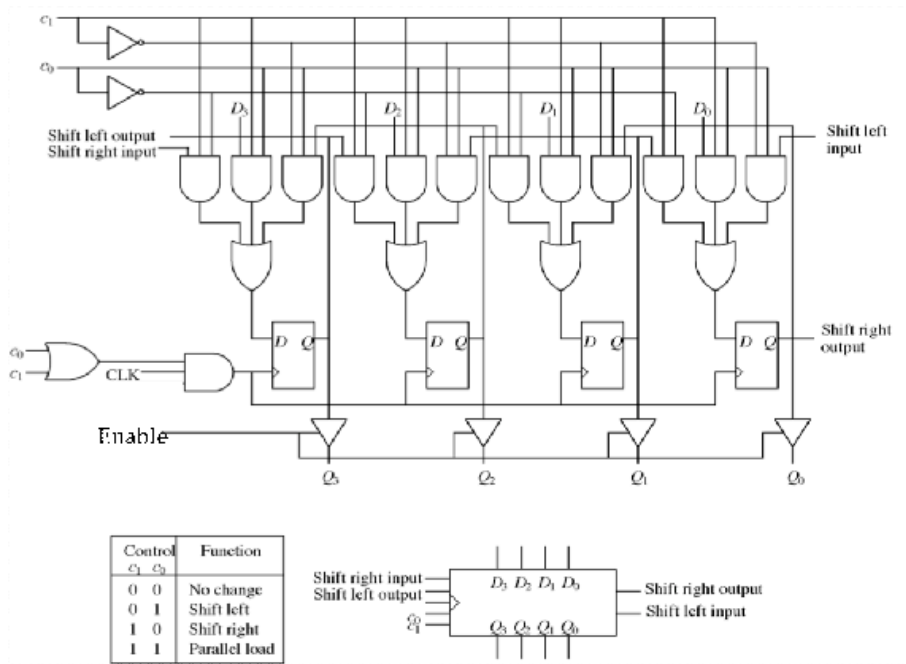 c₁
c₀
D₃ D₂ D₁ D₀
Shift left output
Shift right input
Shift left
input
D Q D Q D Q D Q
Shift right
output
c₀
c₁
CLK
Enable
Q₃ Q₂ Q₁ Q₀
Control Function
c₁ c₀
0 0 No change
0 1 Shift left
1 0 Shift right
1 1 Parallel load
Shift right input
Shift left output
c₀
c₁
D₃ D₂ D₁ D₀
Q₃ Q₂ Q₁ Q₀
Shift right output
Shift left input